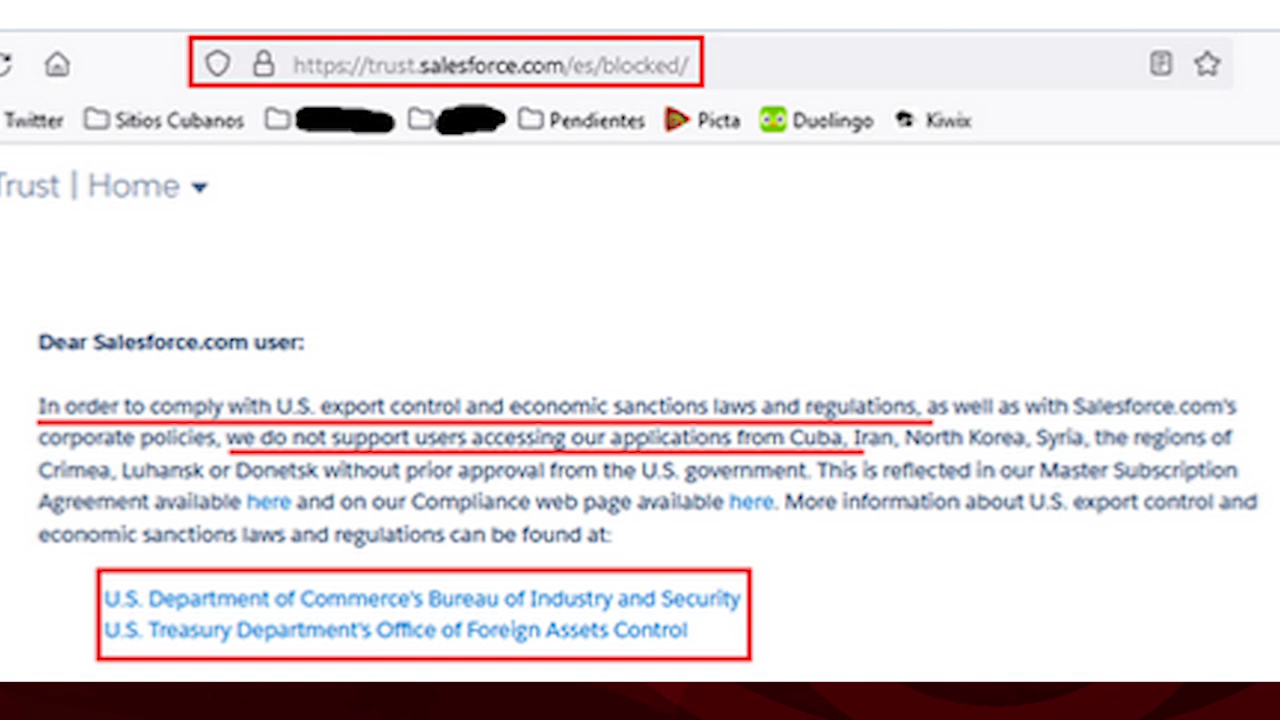 https://trust.salesforce.com/es/blocked/
Twitter Sitios Cubanos Pendientes Picta Duolingo Kiwix
Trust | Home
Dear Salesforce.com user:
In order to comply with U.S. export control and economic sanctions laws and regulations, as well as with Salesforce.com's
corporate policies, we do not support users accessing our applications from Cuba, Iran, North Korea, Syria, the regions of
Crimea, Luhansk or Donetsk without prior approval from the U.S. government. This is reflected in our Master Subscription
Agreement available here and on our Compliance web page available here. More information about U.S. export control and
economic sanctions laws and regulations can be found at:
U.S. Department of Commerce's Bureau of Industry and Security
U.S. Treasury Department's Office of Foreign Assets Control